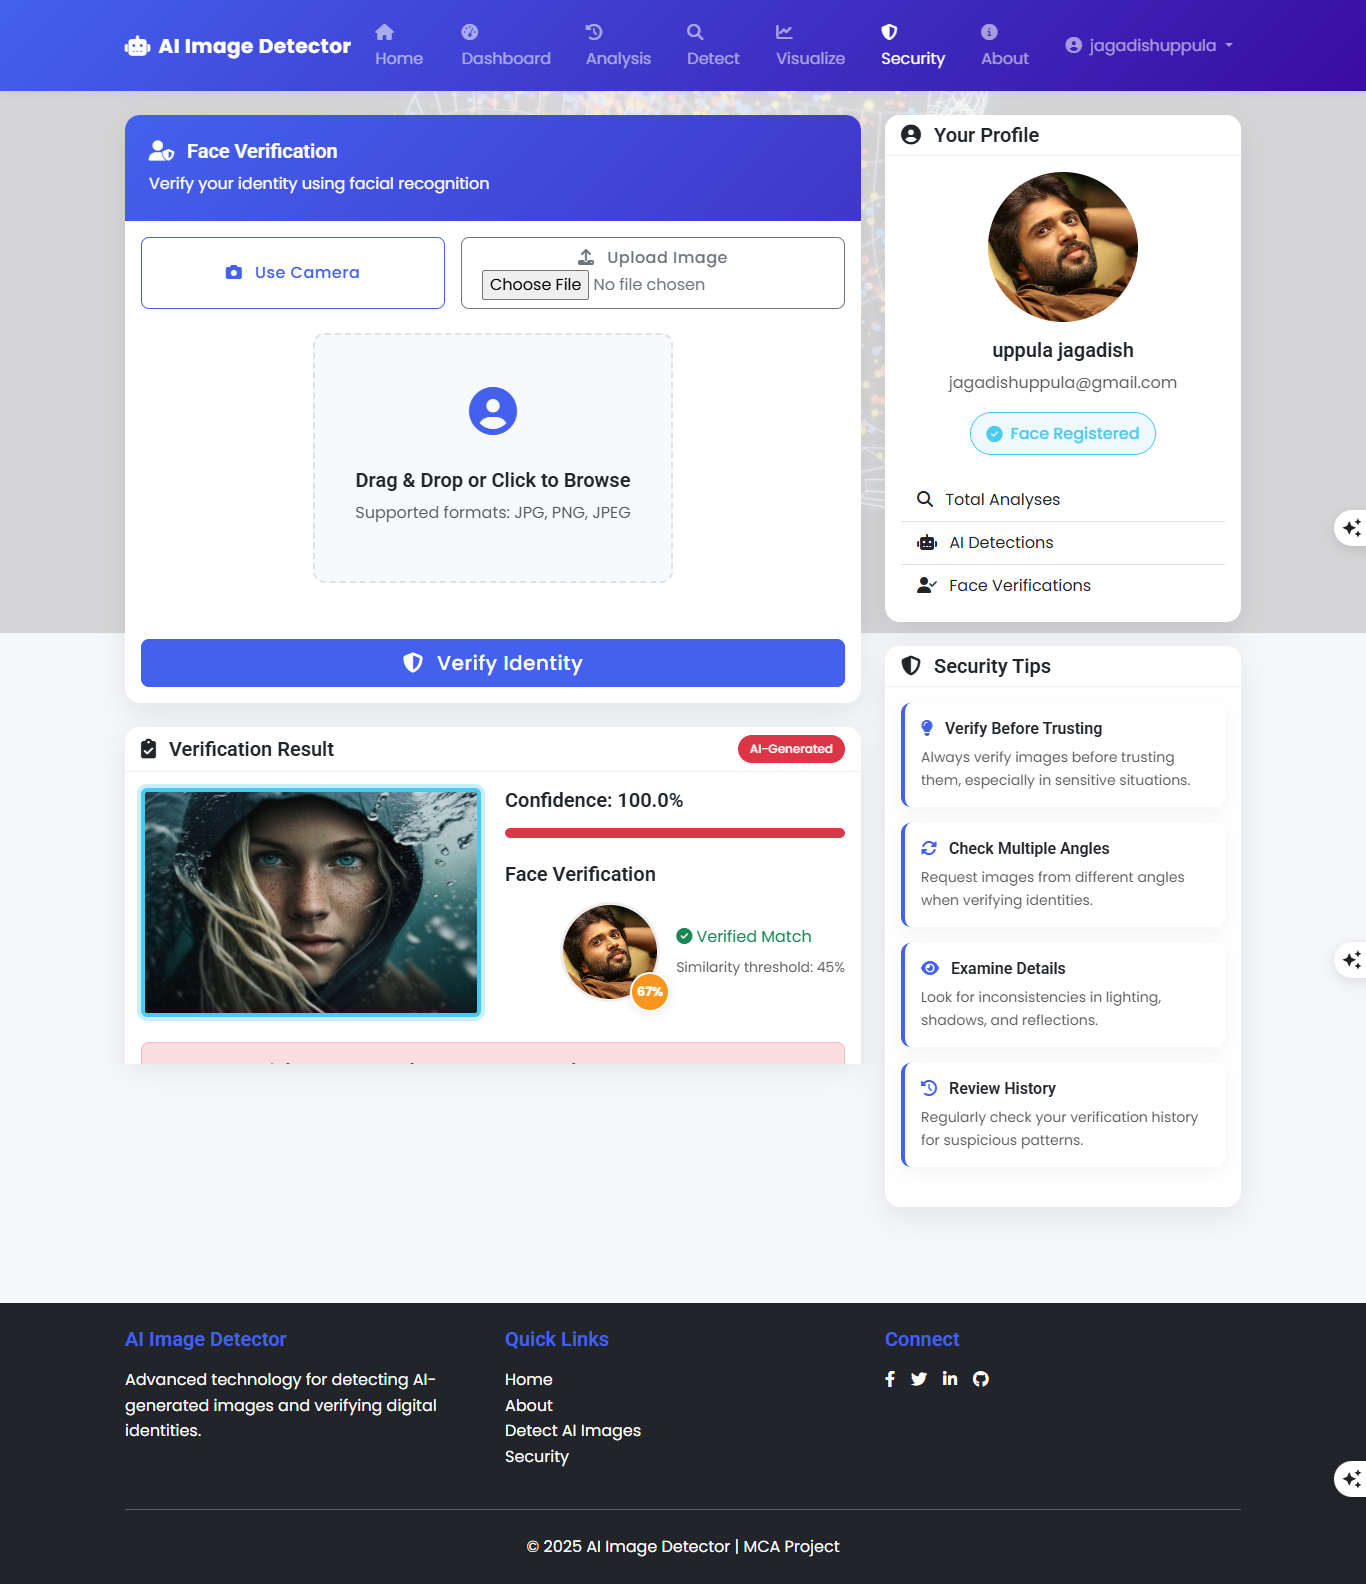 AI Image Detector
Home
Dashboard
Analysis
Detect
Visualize
Security
About
jagadishuppula
Face Verification
Verify your identity using facial recognition
Use Camera
Upload Image
Choose File No file chosen
Drag & Drop or Click to Browse
Supported formats: JPG, PNG, JPEG
Verify Identity
Verification Result
AI-Generated
Confidence: 100.0%
Face Verification
67%
Verified Match
Similarity threshold: 45%
Your Profile
uppula jagadish
jagadishuppula@gmail.com
Face Registered
Total Analyses
AI Detections
Face Verifications
Security Tips
Verify Before Trusting
Always verify images before trusting
them, especially in sensitive situations.
Check Multiple Angles
Request images from different angles
when verifying identities.
Examine Details
Look for inconsistencies in lighting,
shadows, and reflections.
Review History
Regularly check your verification history
for suspicious patterns.
AI Image Detector
Advanced technology for detecting AI-
generated images and verifying digital
identities.
Quick Links
Home
About
Detect AI Images
Security
Connect
© 2025 AI Image Detector | MCA Project